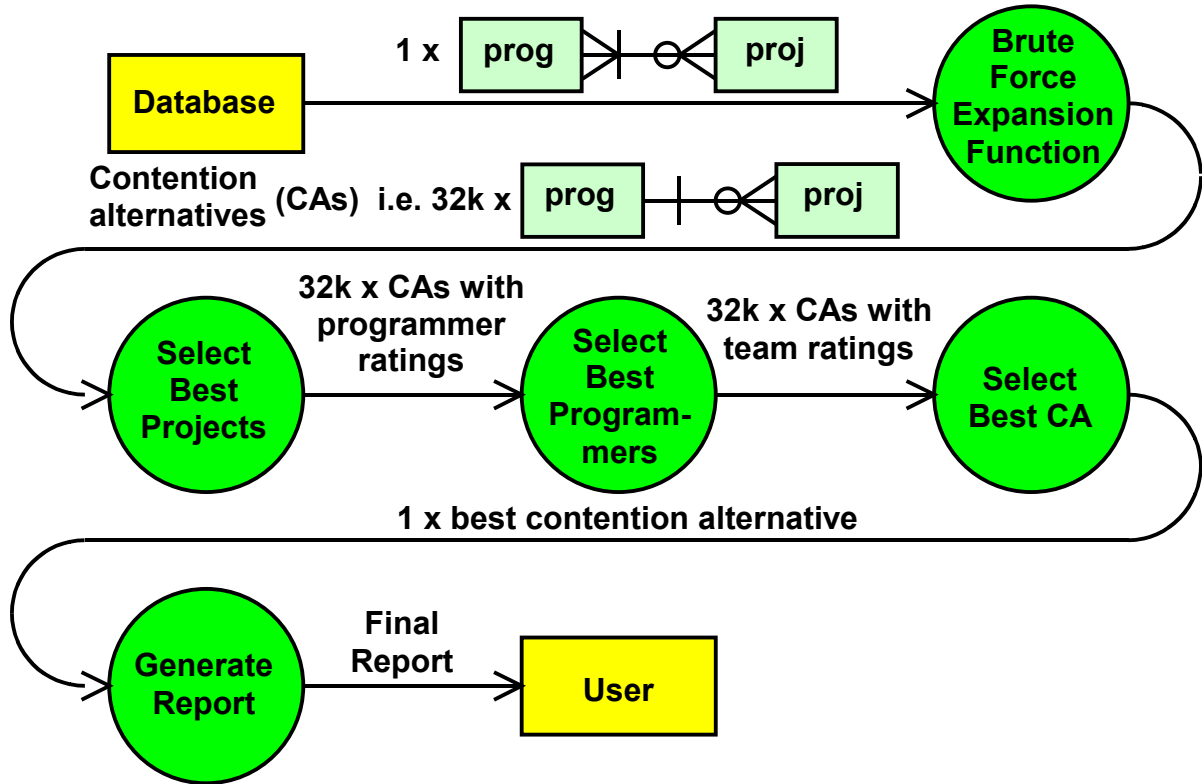 1 x
prog
proj
Brute
Force
Expansion
Function
Database
Contention
alternatives
(CAs) i.e. 32k x
prog
proj
Select
Best
Projects
32k x CAs with
programmer
ratings
Select
Best
Program-
mers
32k x CAs with
team ratings
Select
Best CA
1 x best contention alternative
Generate
Report
Final
Report
User